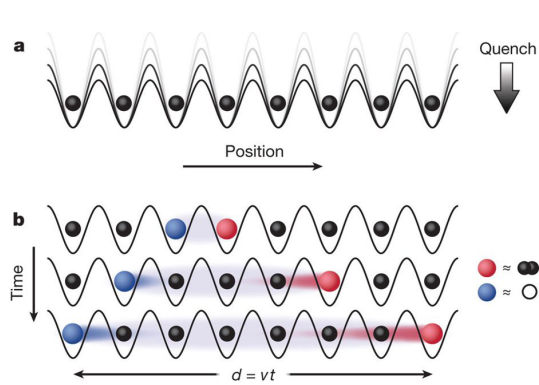 a
Quench
Position
b
Time
≈
≈
d = vt